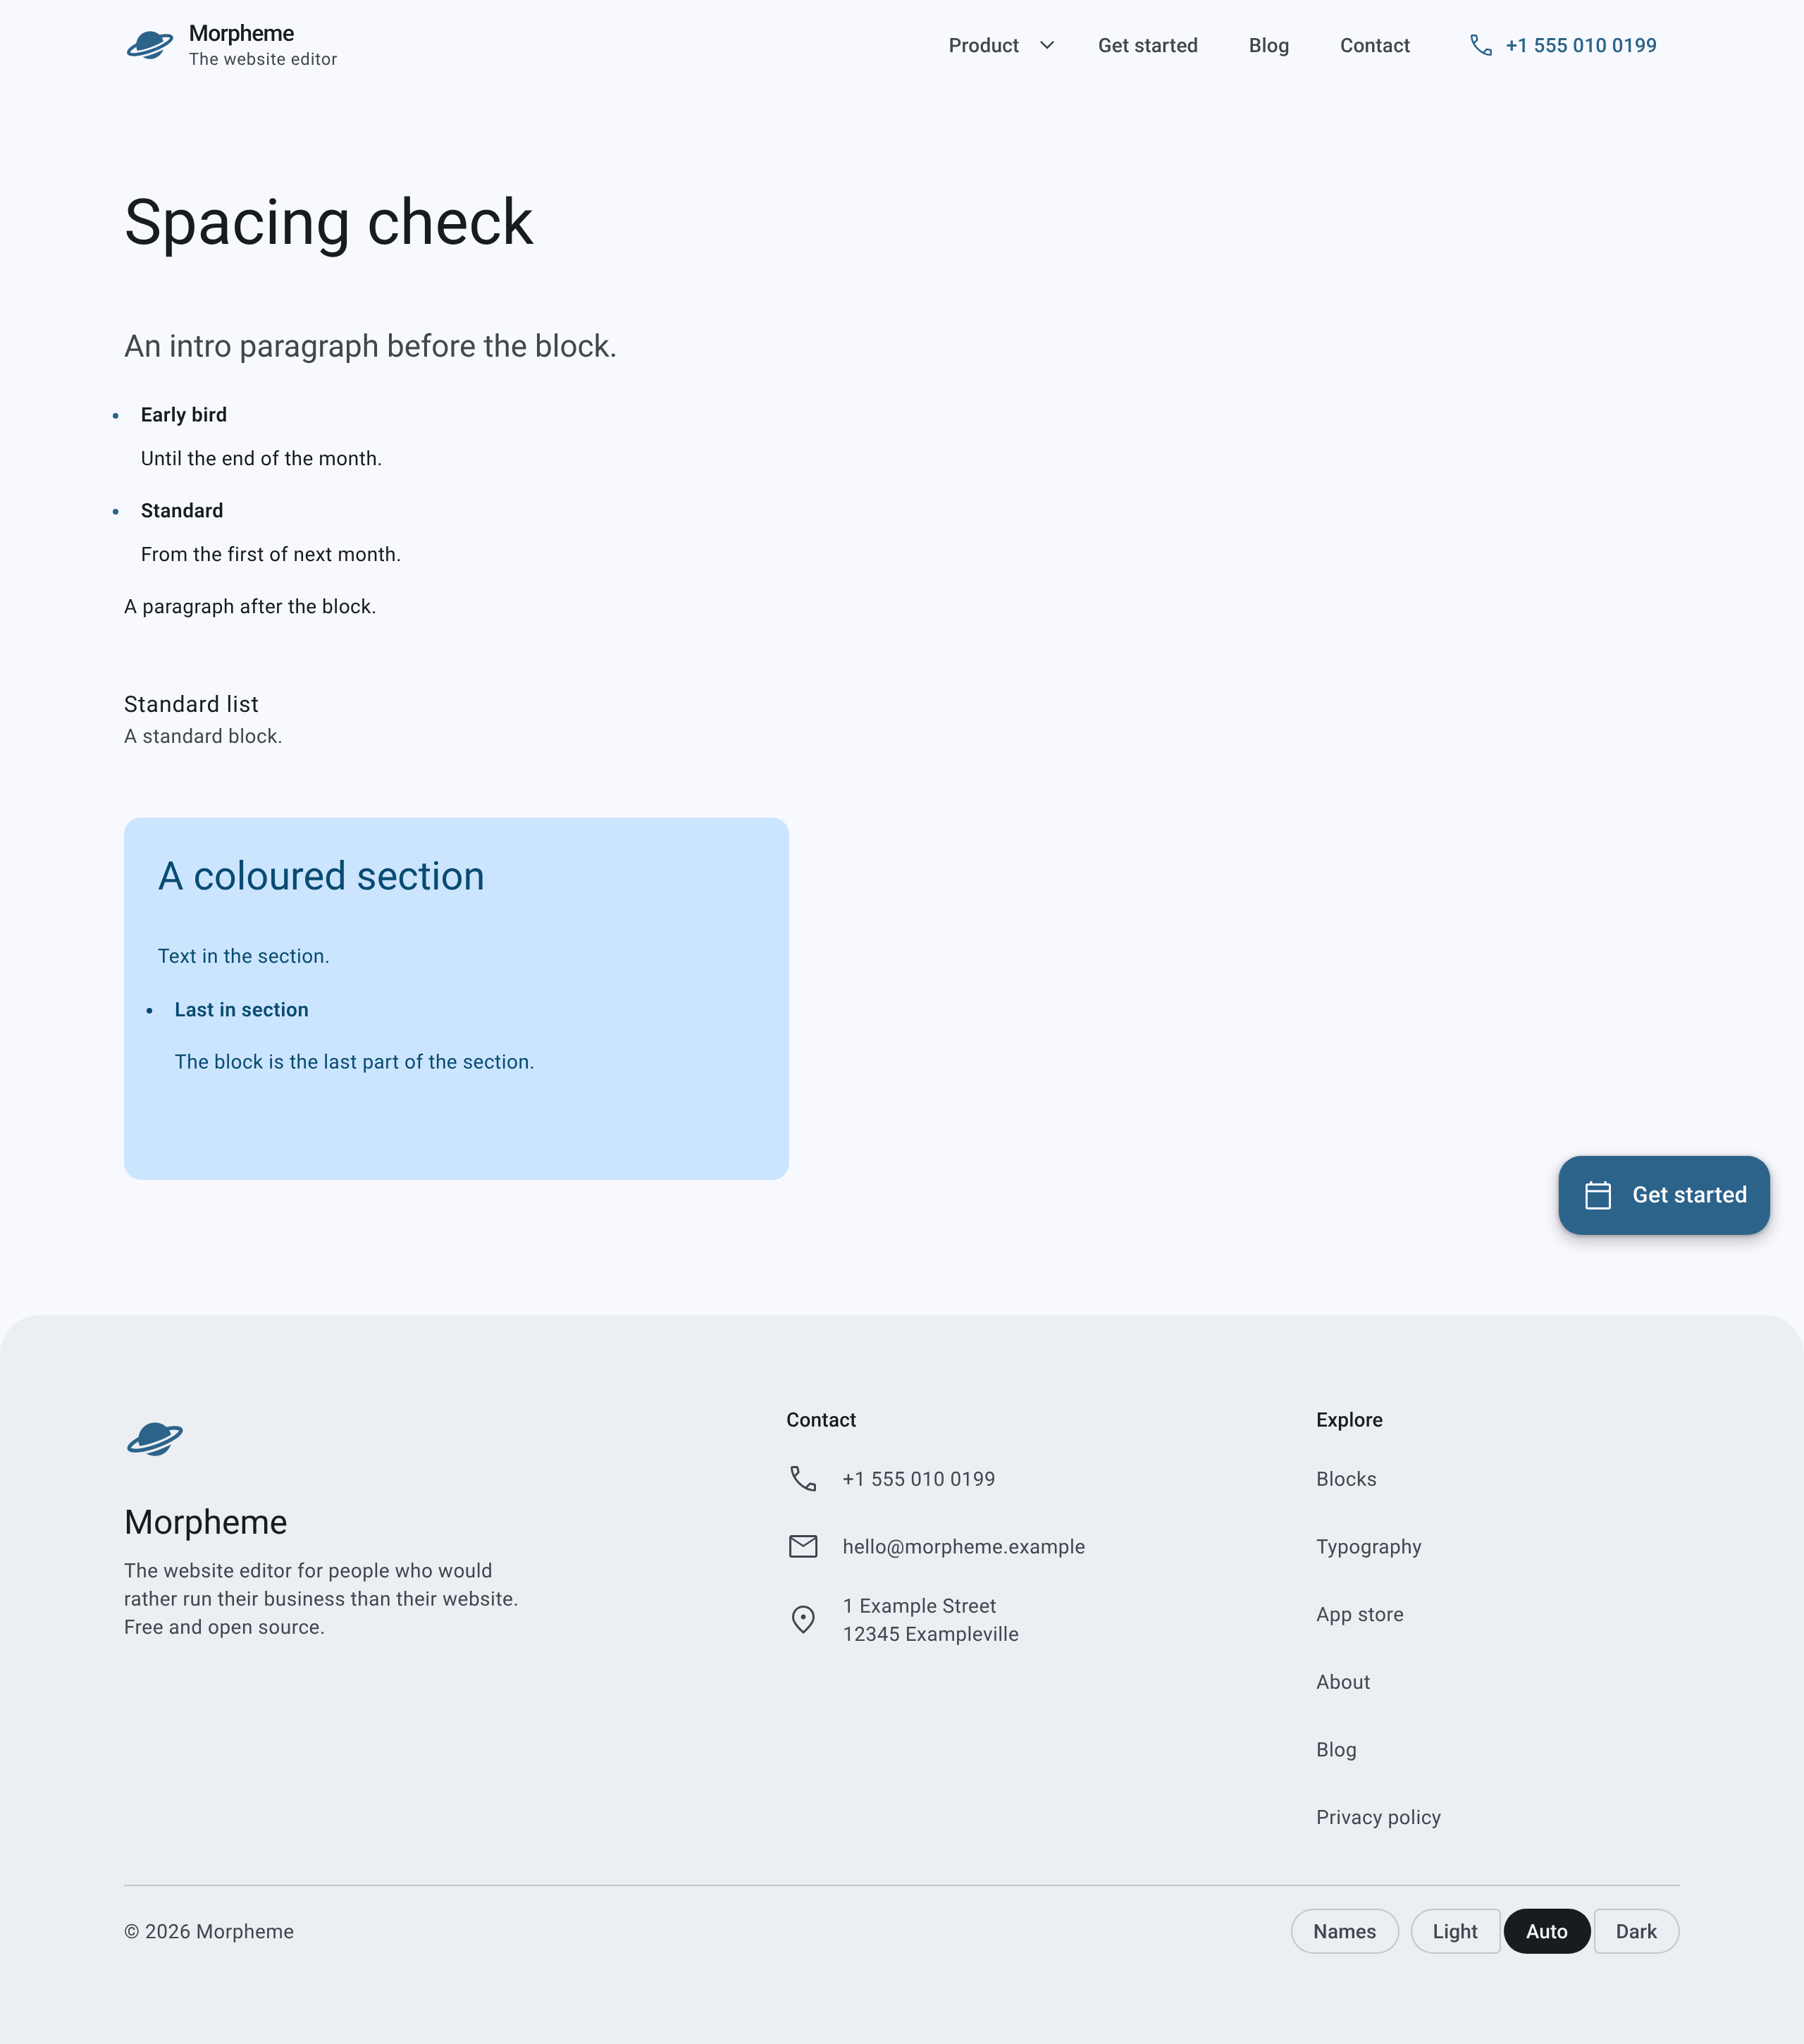 Morpheme
The website editor
Product
Get started
Blog
Contact
+1 555 010 0199
Spacing check
An intro paragraph before the block.
Early bird
Until the end of the month.
Standard
From the first of next month.
A paragraph after the block.
Standard list
A standard block.
A coloured section
Text in the section.
Last in section
The block is the last part of the section.
Get started
Morpheme
The website editor for people who would
rather run their business than their website.
Free and open source.
Contact
+1 555 010 0199
hello@morpheme.example
1 Example Street
12345 Exampleville
Explore
Blocks
Typography
App store
About
Blog
Privacy policy
© 2026 Morpheme
Names
Light
Auto
Dark